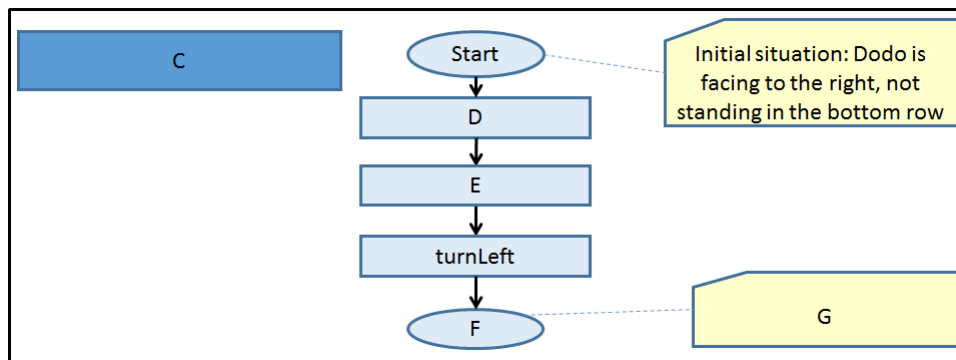 C
Start
Initial situation: Dodo is
facing to the right, not
standing in the bottom row
D
E
turnLeft
F
G